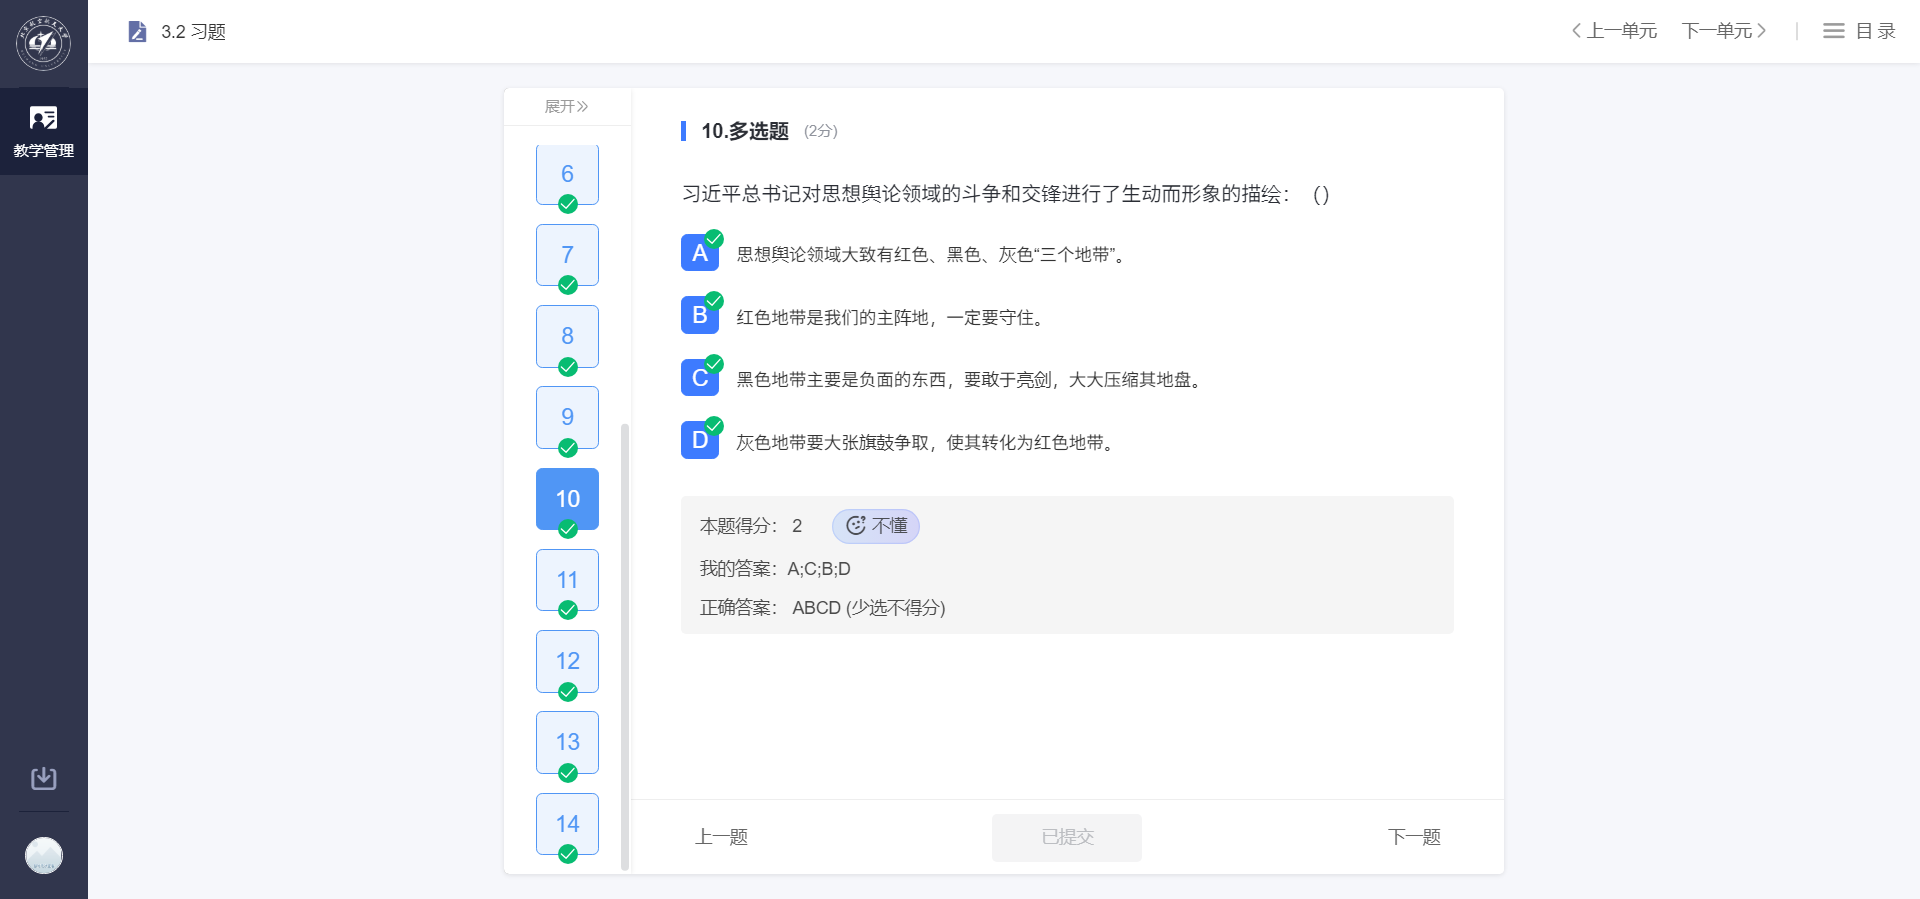 3.2 习题
上一单元 下一单元 目录
教学管理
展开
6
7
8
9
10
11
12
13
14
10.多选题 (2分)
习近平总书记对思想舆论领域的斗争和交锋进行了生动而形象的描绘： ()
A 思想舆论领域大致有红色、黑色、灰色“三个地带”。
B 红色地带是我们的主阵地，一定要守住。
C 黑色地带主要是负面的东西，要敢于亮剑，大大压缩其地盘。
D 灰色地带要大张旗鼓争取，使其转化为红色地带。
本题得分： 2 不懂
我的答案：A;C;B;D
正确答案： ABCD (少选不得分)
上一题 已提交 下一题